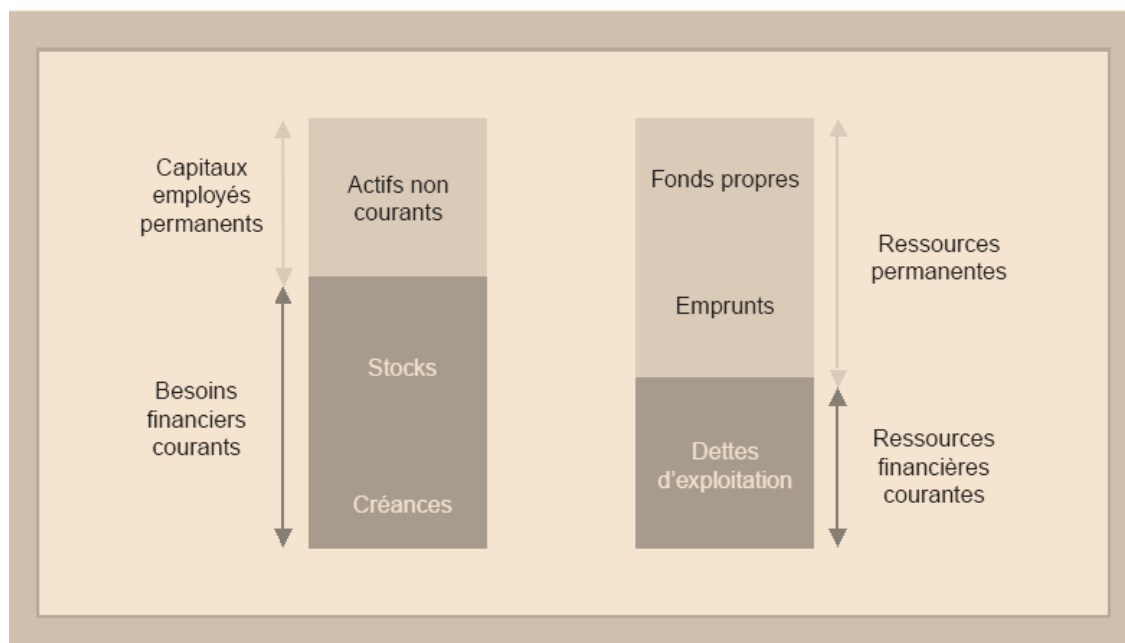 Capitaux
employés
permanents
Actifs non
courants
Besoins
financiers
courants
Stocks
Créances
Fonds propres
Emprunts
Dettes
d'exploitation
Ressources
permanentes
Ressources
financières
courantes